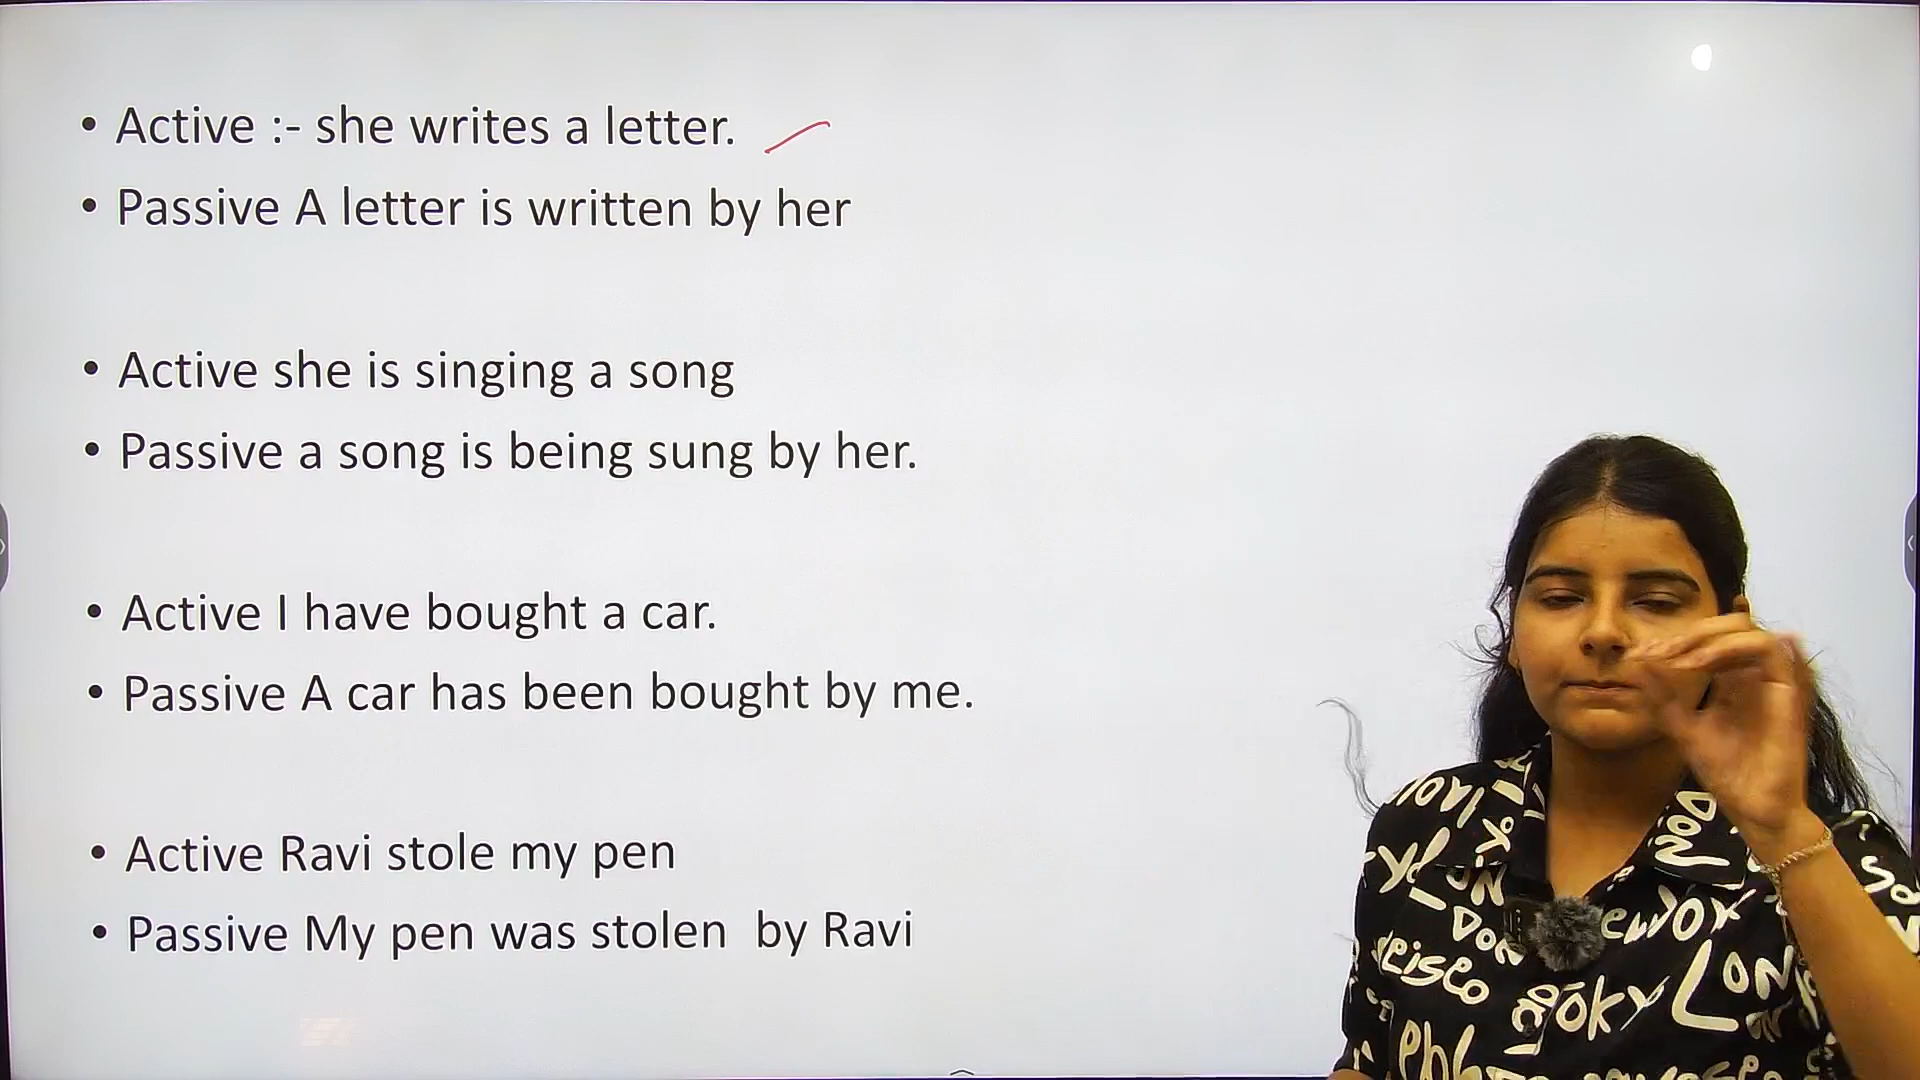 • Active :- she writes a letter.
• Passive A letter is written by her
• Active she is singing a song
• Passive a song is being sung by her.
• Active I have bought a car.
• Passive A car has been bought by me.
• Active Ravi stole my pen
• Passive My pen was stolen  by Ravi